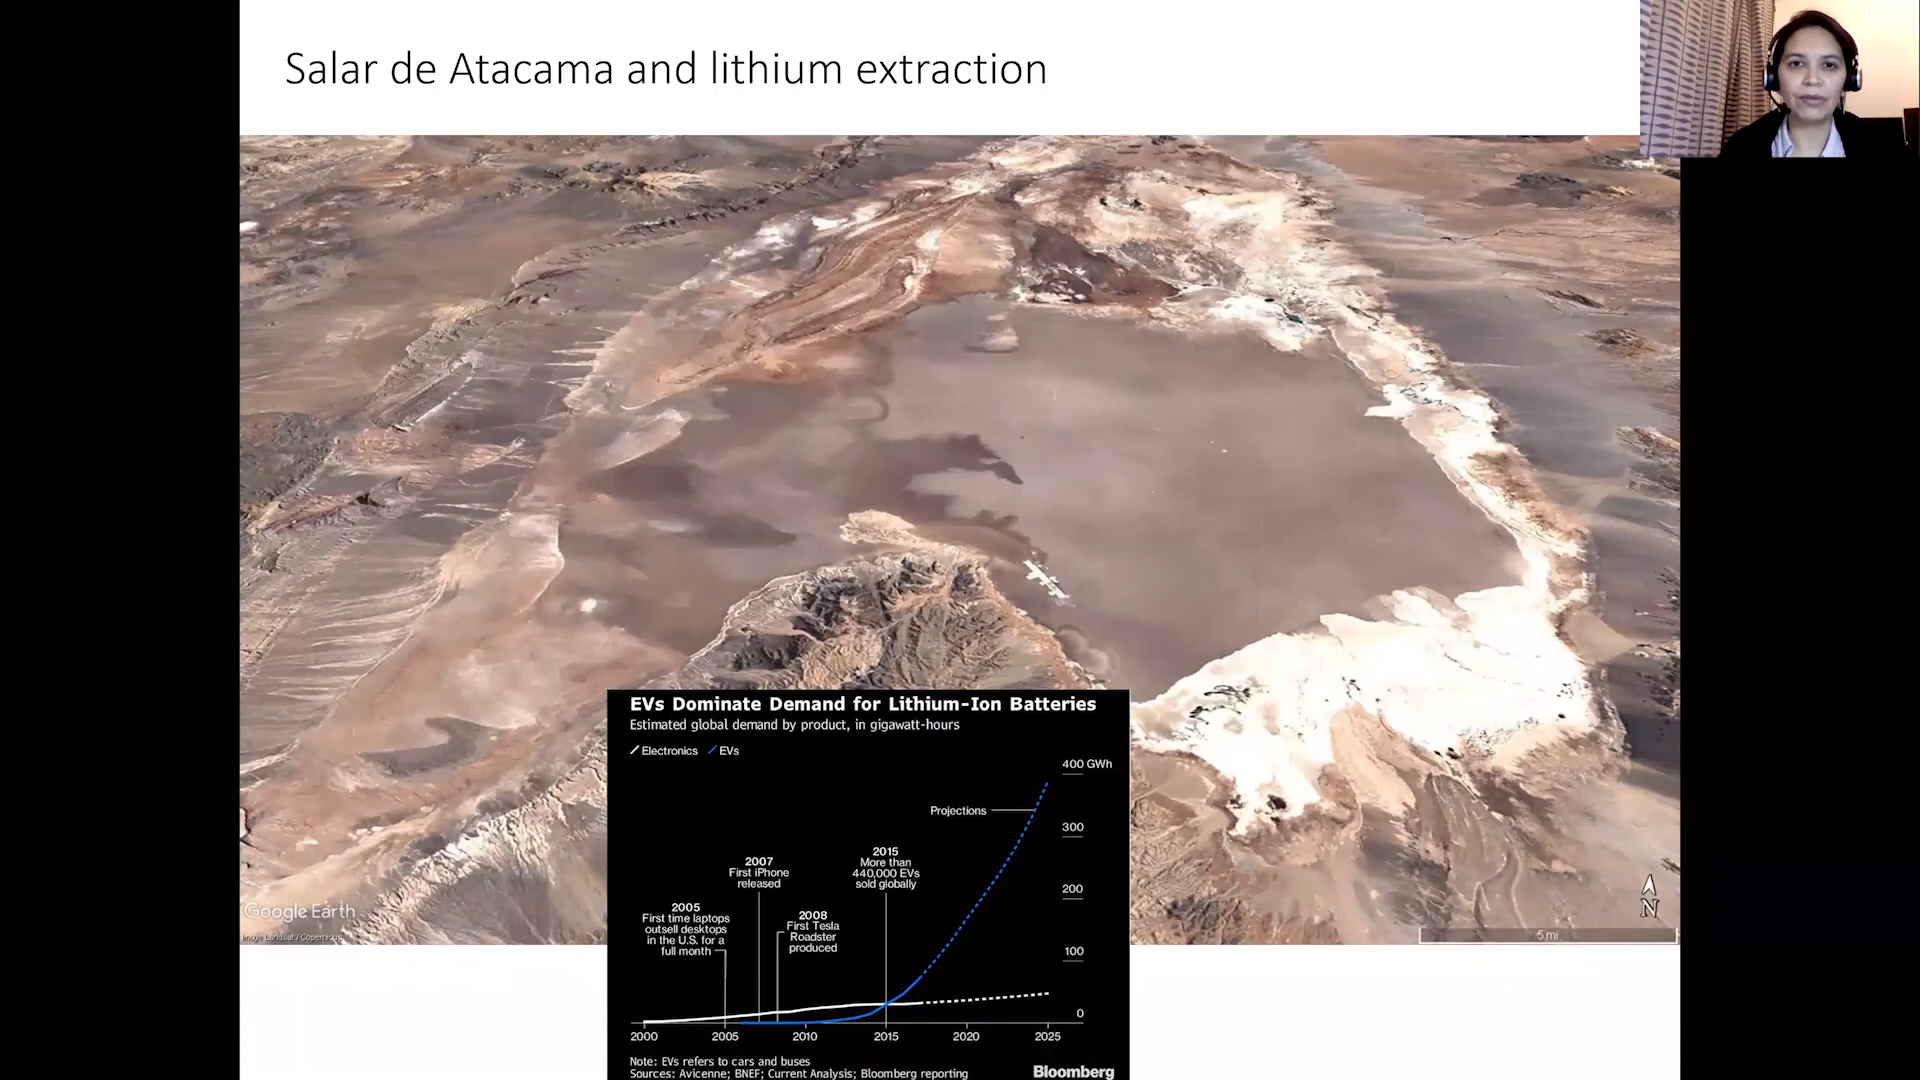 Salar de Atacama and lithium extraction
EVs Dominate Demand for Lithium-Ion Batteries
Estimated global demand by product, in gigawatt-hours
Electronics EVs
400 GWh
Projections
300
200
100
0
2005
First time laptops
outsell desktops
in the U.S. for a
full month
2007
First iPhone
released
2008
First Tesla
Roadster
produced
2015
More than
440,000 EVs
sold globally
2000 2005 2010 2015 2020 2025
Note: EVs refers to cars and buses
Sources: Avicenne; BNEF; Current Analysis; Bloomberg reporting
Bloomberg
Google Earth
Image Landsat / Copernicus
N
5 mi